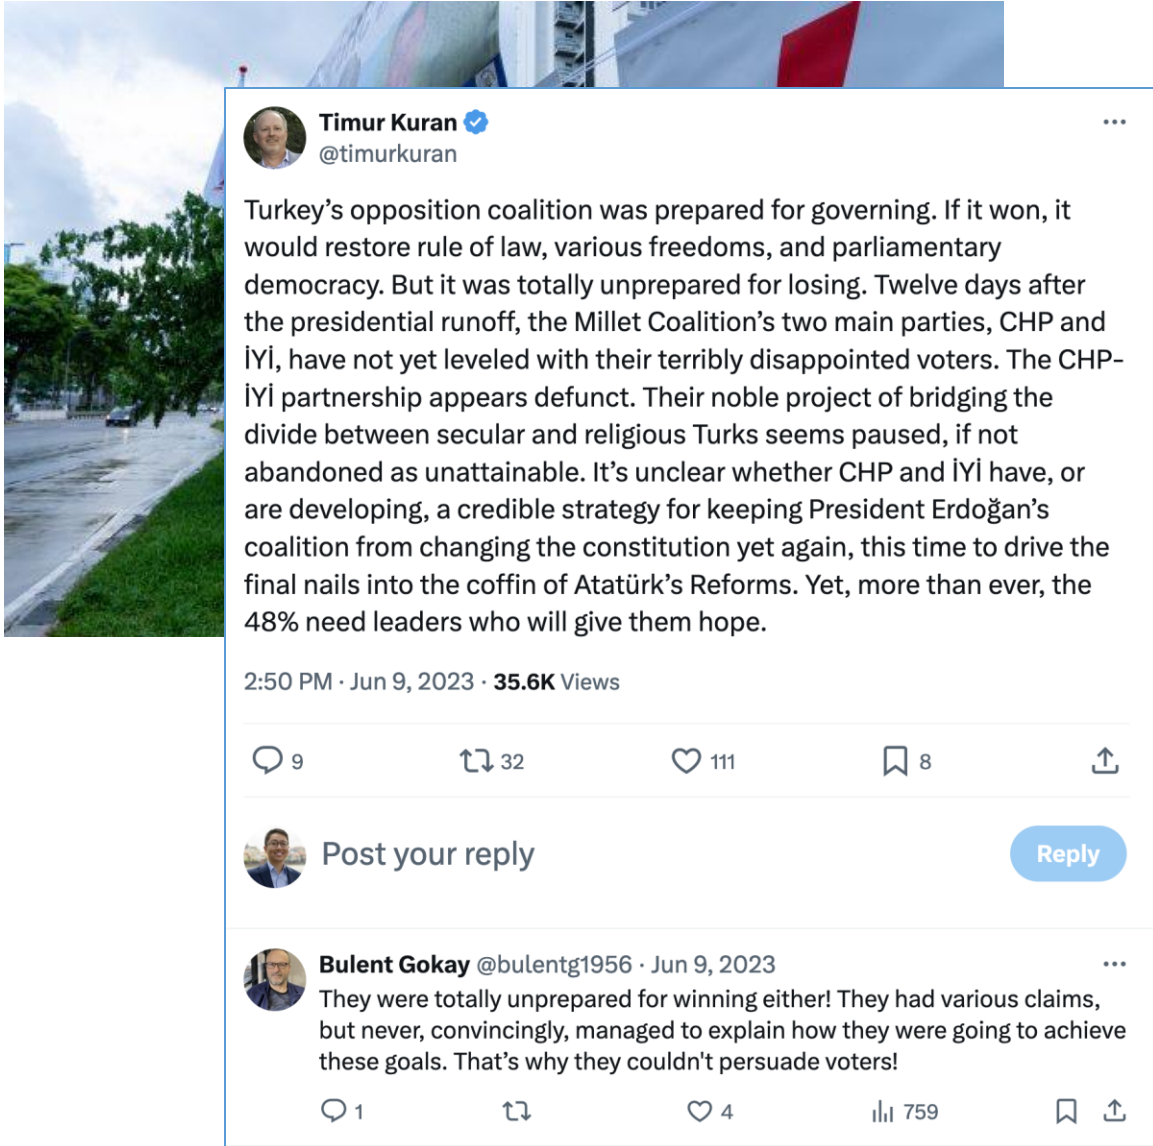 Timur Kuran
@timurkuran
Turkey’s opposition coalition was prepared for governing. If it won, it
would restore rule of law, various freedoms, and parliamentary
democracy. But it was totally unprepared for losing. Twelve days after
the presidential runoff, the Millet Coalition’s two main parties, CHP and
İYİ, have not yet leveled with their terribly disappointed voters. The CHP-
İYİ partnership appears defunct. Their noble project of bridging the
divide between secular and religious Turks seems paused, if not
abandoned as unattainable. It’s unclear whether CHP and İYİ have, or
are developing, a credible strategy for keeping President Erdoğan’s
coalition from changing the constitution yet again, this time to drive the
final nails into the coffin of Atatürk’s Reforms. Yet, more than ever, the
48% need leaders who will give them hope.
2:50 PM · Jun 9, 2023 · 35.6K Views
9 32 111 8
Post your reply Reply
Bulent Gokay @bulentg1956 · Jun 9, 2023
They were totally unprepared for winning either! They had various claims,
but never, convincingly, managed to explain how they were going to achieve
these goals. That’s why they couldn't persuade voters!
1 4 759